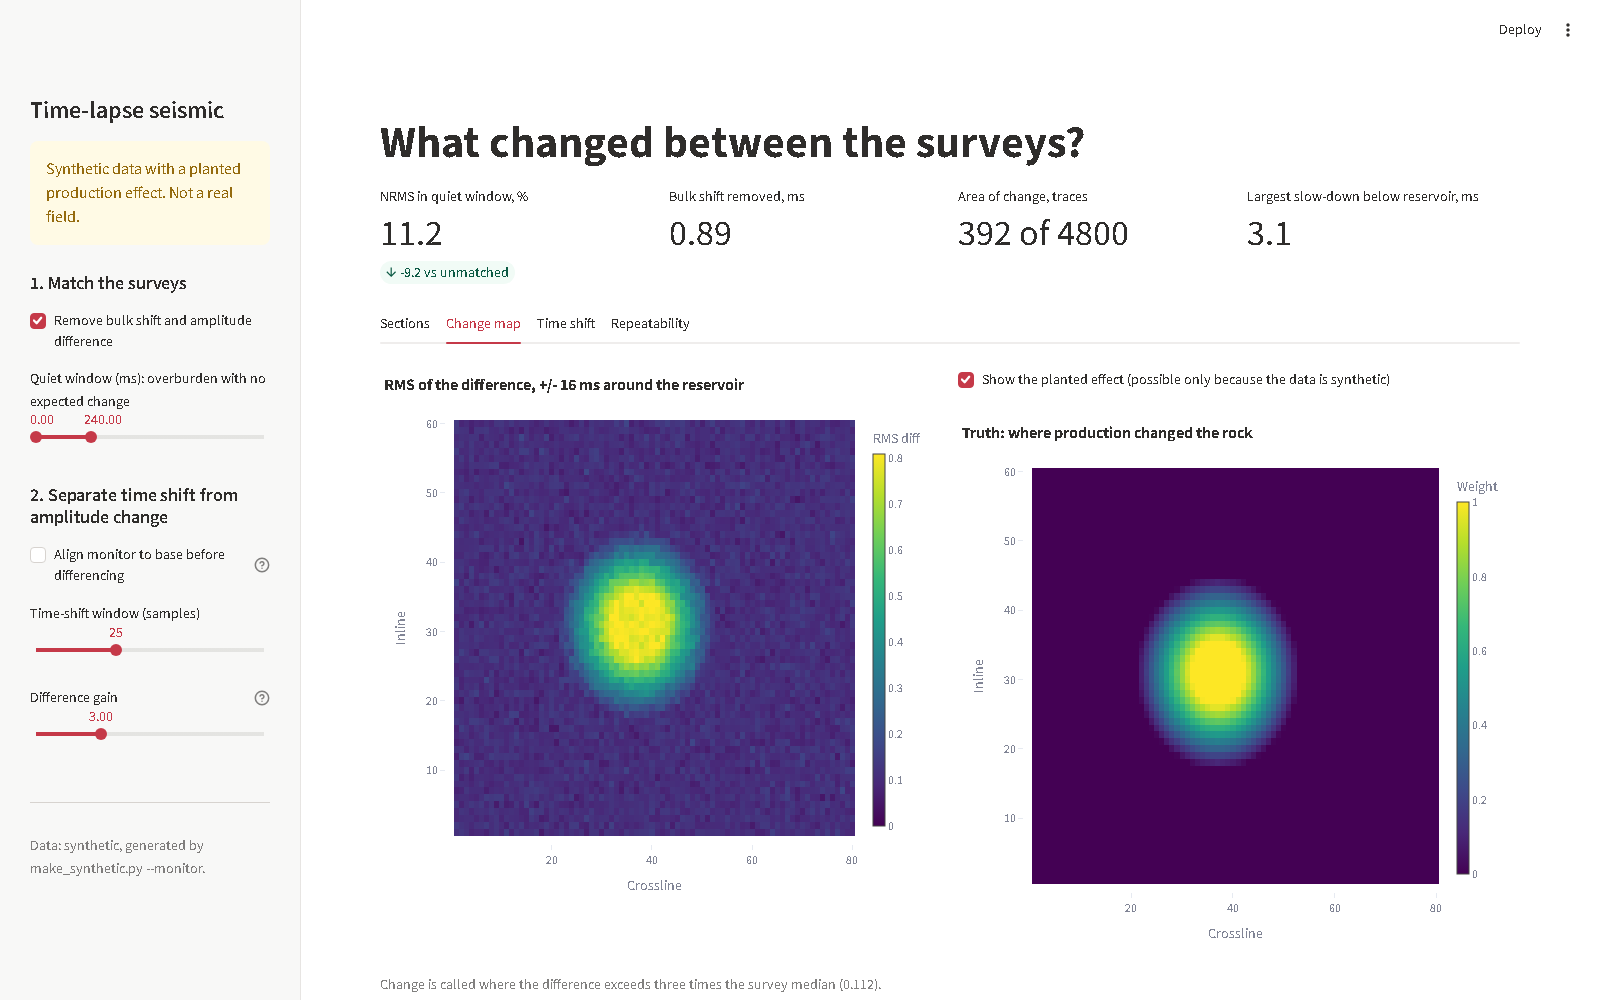 Deploy
Time-lapse seismic
Synthetic data with a planted
production effect. Not a real
field.
1. Match the surveys
Remove bulk shift and amplitude
difference
Quiet window (ms): overburden with no
expected change
0.00 240.00
2. Separate time shift from
amplitude change
Align monitor to base before
differencing
Time-shift window (samples)
25
Difference gain
3.00
Data: synthetic, generated by
make_synthetic.py --monitor.
What changed between the surveys?
NRMS in quiet window, %
11.2
↓ -9.2 vs unmatched
Bulk shift removed, ms
0.89
Area of change, traces
392 of 4800
Largest slow-down below reservoir, ms
3.1
Sections Change map Time shift Repeatability
RMS of the difference, +/- 16 ms around the reservoir
60
50
40
30
20
10
Inline
20 40 60 80
Crossline
RMS diff
0.8
0.7
0.6
0.5
0.4
0.3
0.2
0.1
0
Show the planted effect (possible only because the data is synthetic)
Truth: where production changed the rock
60
50
40
30
20
10
Inline
20 40 60 80
Crossline
Weight
1
0.8
0.6
0.4
0.2
0
Change is called where the difference exceeds three times the survey median (0.112).